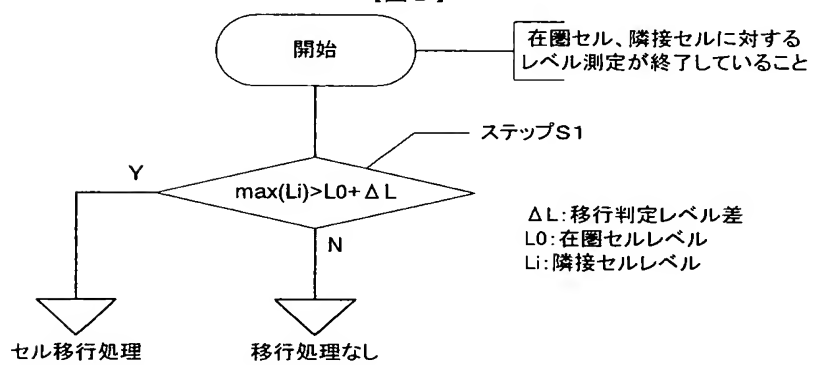 開始
在圏セル、隣接セルに対する
レベル測定が終了していること
ステップS1
Y
max(Li)>L0+ΔL
N
ΔL:移行判定レベル差
L0:在圏セルレベル
Li:隣接セルレベル
セル移行処理
移行処理なし